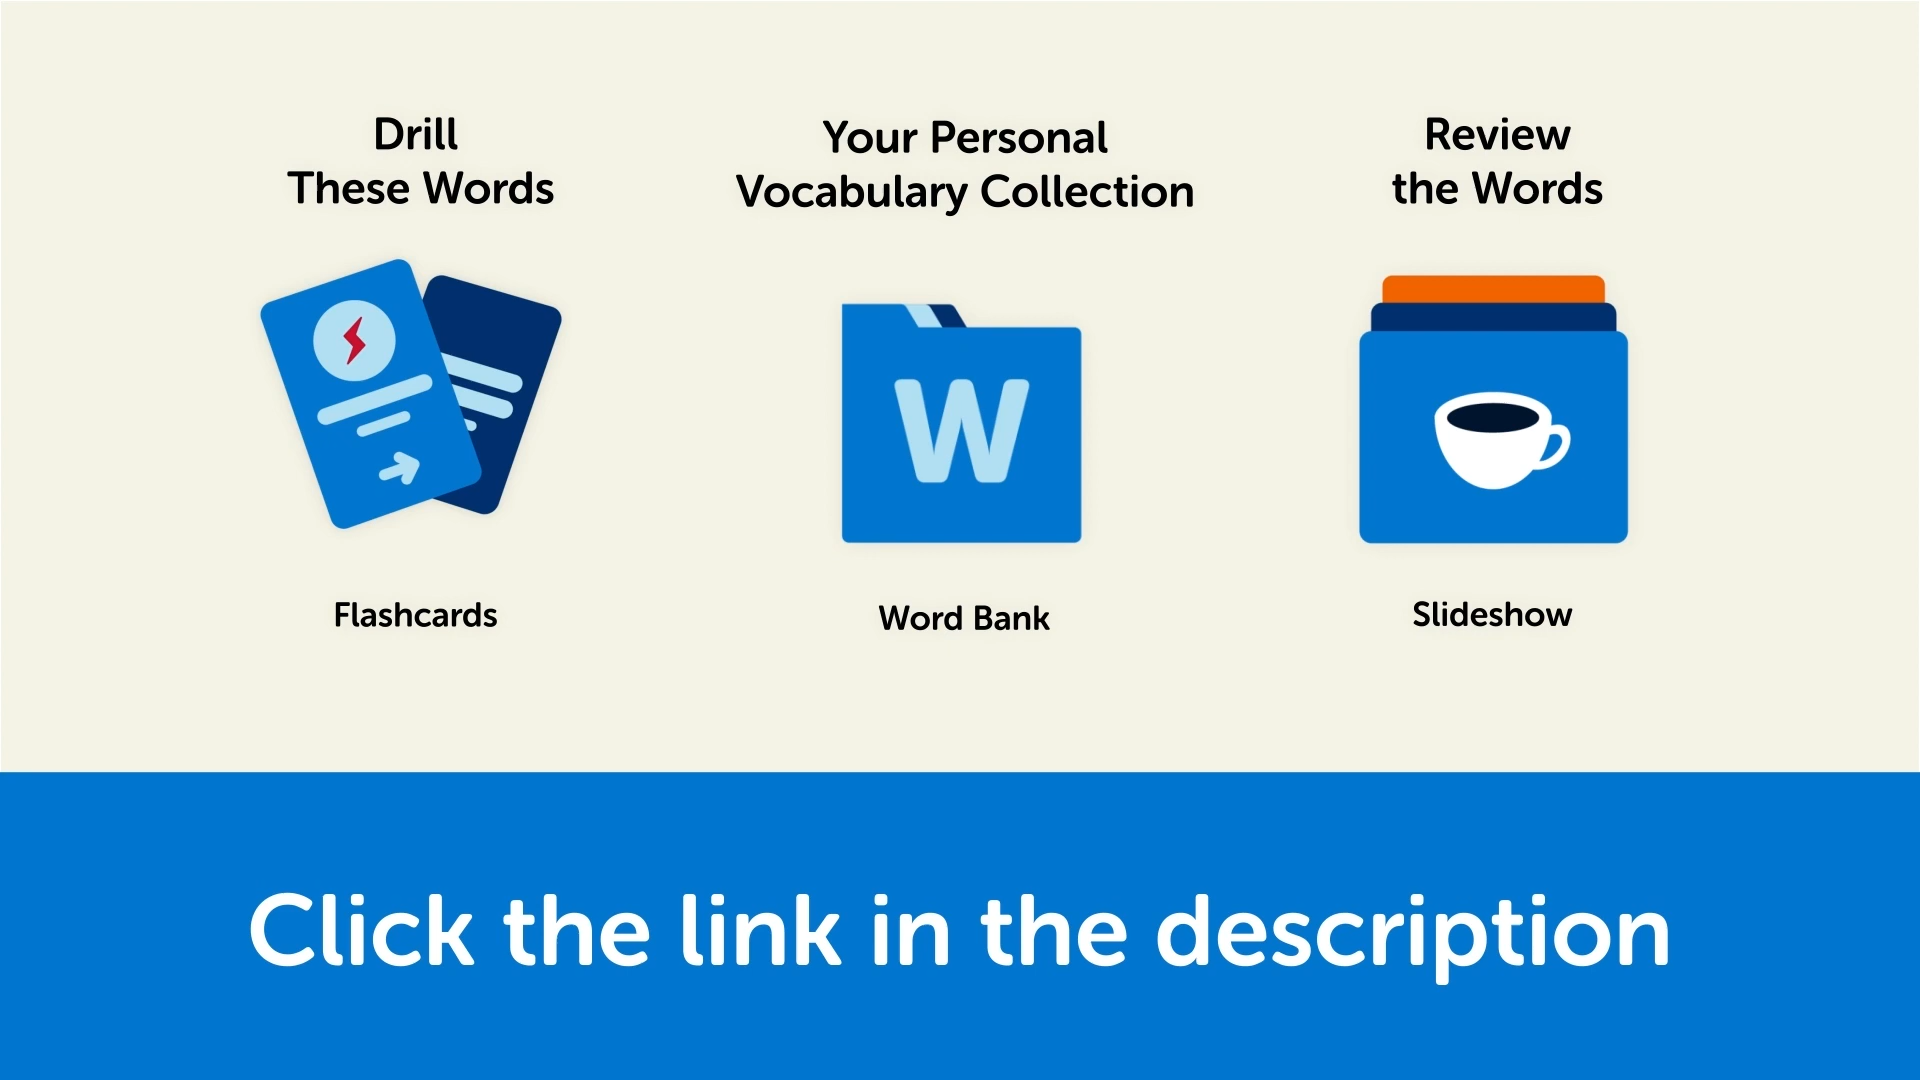 Drill
These Words
Your Personal
Vocabulary Collection
Review
the Words
W
Flashcards
Word Bank
Slideshow
Click the link in the description